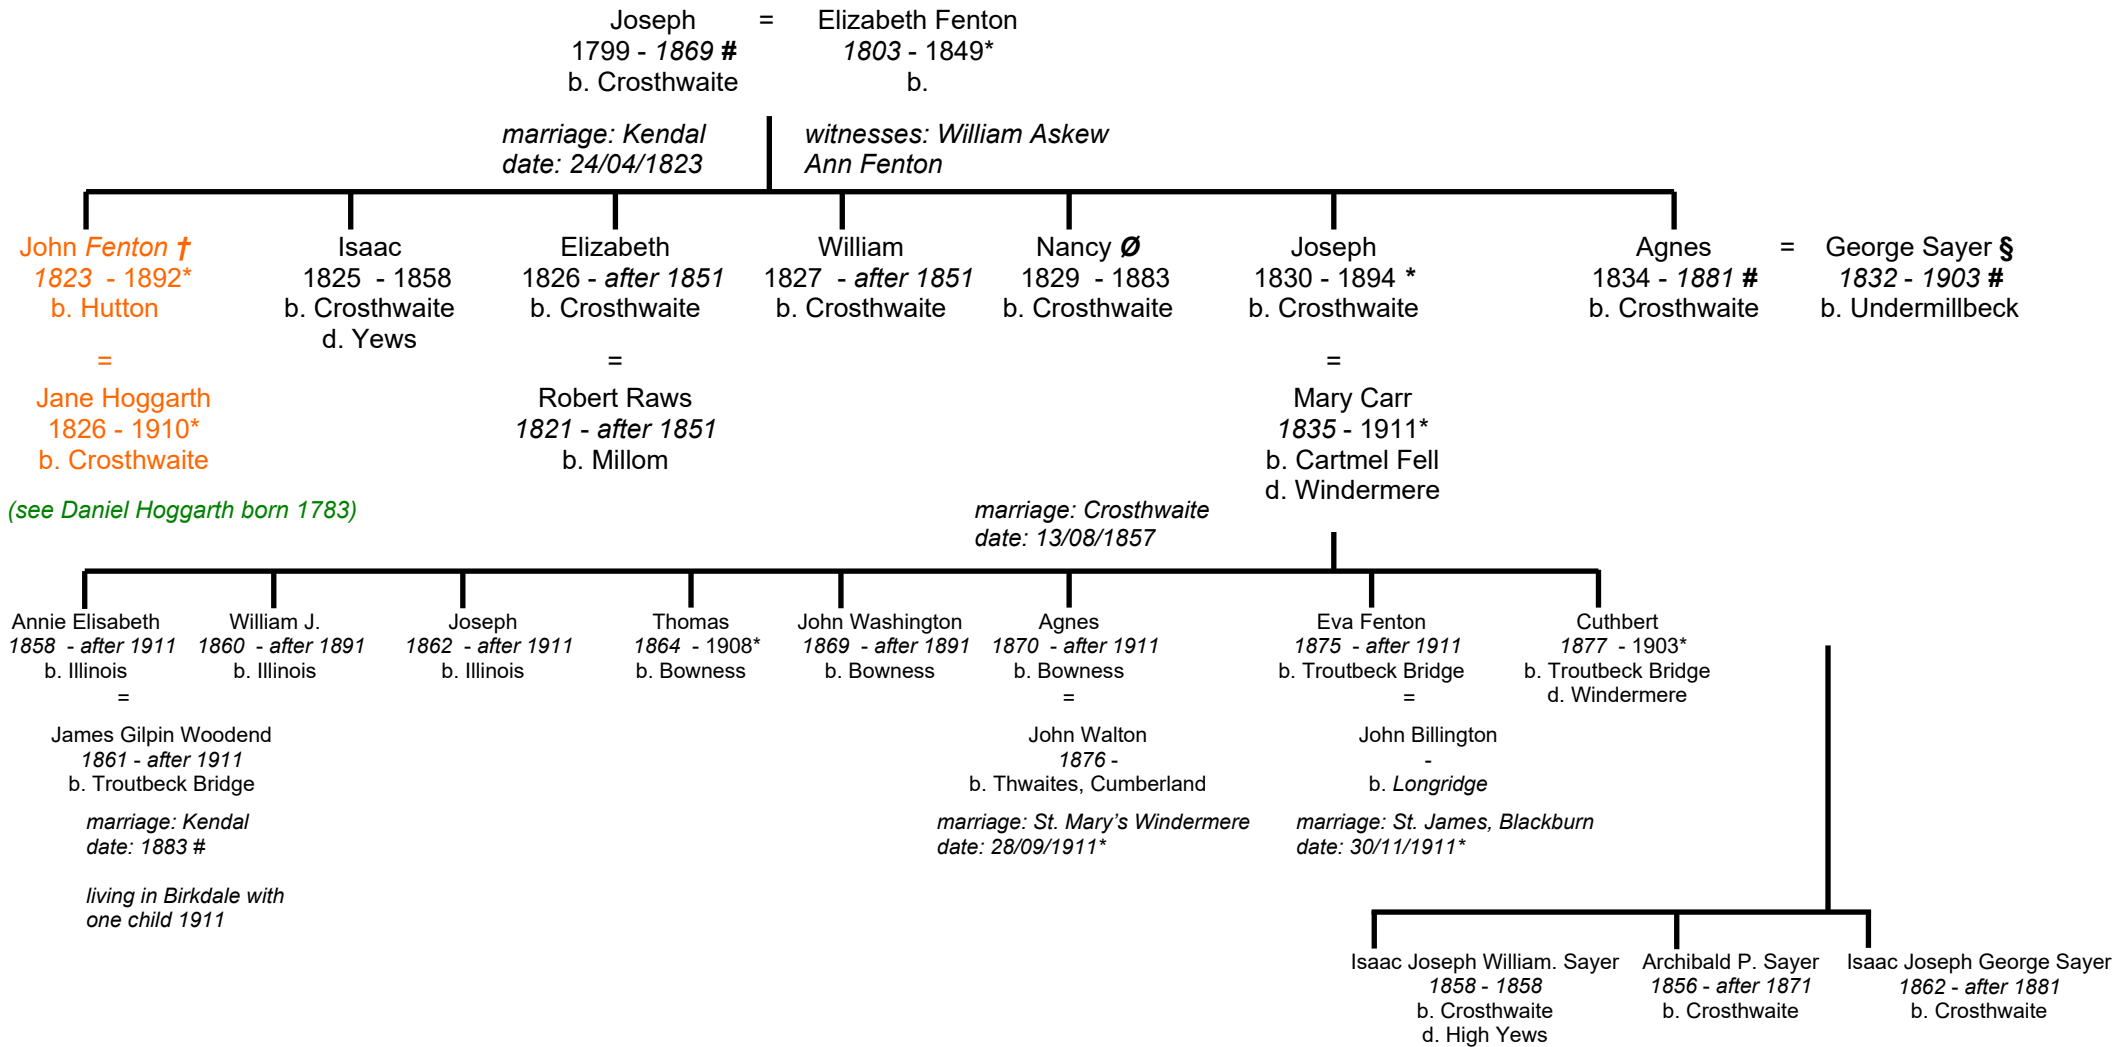 Joseph = Elizabeth Fenton
1799 - 1869 # 1803 - 1849*
b. Crosthwaite b.
marriage: Kendal witnesses: William Askew
date: 24/04/1823 Ann Fenton
John Fenton † Isaac Elizabeth William Nancy Ø Joseph Agnes = George Sayer §
1823 - 1892* 1825 - 1858 1826 - after 1851 1827 - after 1851 1829 - 1883 1830 - 1894 * 1834 - 1881 # 1832 - 1903 #
b. Hutton b. Crosthwaite b. Crosthwaite b. Crosthwaite b. Crosthwaite b. Crosthwaite b. Crosthwaite b. Undermillbeck
d. Yews
= = =
Jane Hoggarth Robert Raws Mary Carr
1826 - 1910* 1821 - after 1851 1835 - 1911*
b. Crosthwaite b. Millom b. Cartmel Fell
d. Windermere
(see Daniel Hoggarth born 1783) marriage: Crosthwaite
date: 13/08/1857
Annie Elisabeth William J. Joseph Thomas John Washington Agnes Eva Fenton Cuthbert
1858 - after 1911 1860 - after 1891 1862 - after 1911 1864 - 1908* 1869 - after 1891 1870 - after 1911 1875 - after 1911 1877 - 1903*
b. Illinois b. Illinois b. Illinois b. Bowness b. Bowness b. Bowness b. Troutbeck Bridge b. Troutbeck Bridge
d. Windermere
= = =
James Gilpin Woodend John Walton John Billington
1861 - after 1911 1876 - -
b. Troutbeck Bridge b. Thwaites, Cumberland b. Longridge
marriage: Kendal marriage: St. Mary's Windermere marriage: St. James, Blackburn
date: 1883 # date: 28/09/1911* date: 30/11/1911*
living in Birkdale with
one child 1911
Isaac Joseph William. Sayer Archibald P. Sayer Isaac Joseph George Sayer
1858 - 1858 1856 - after 1871 1862 - after 1881
b. Crosthwaite b. Crosthwaite b. Crosthwaite
d. High Yews